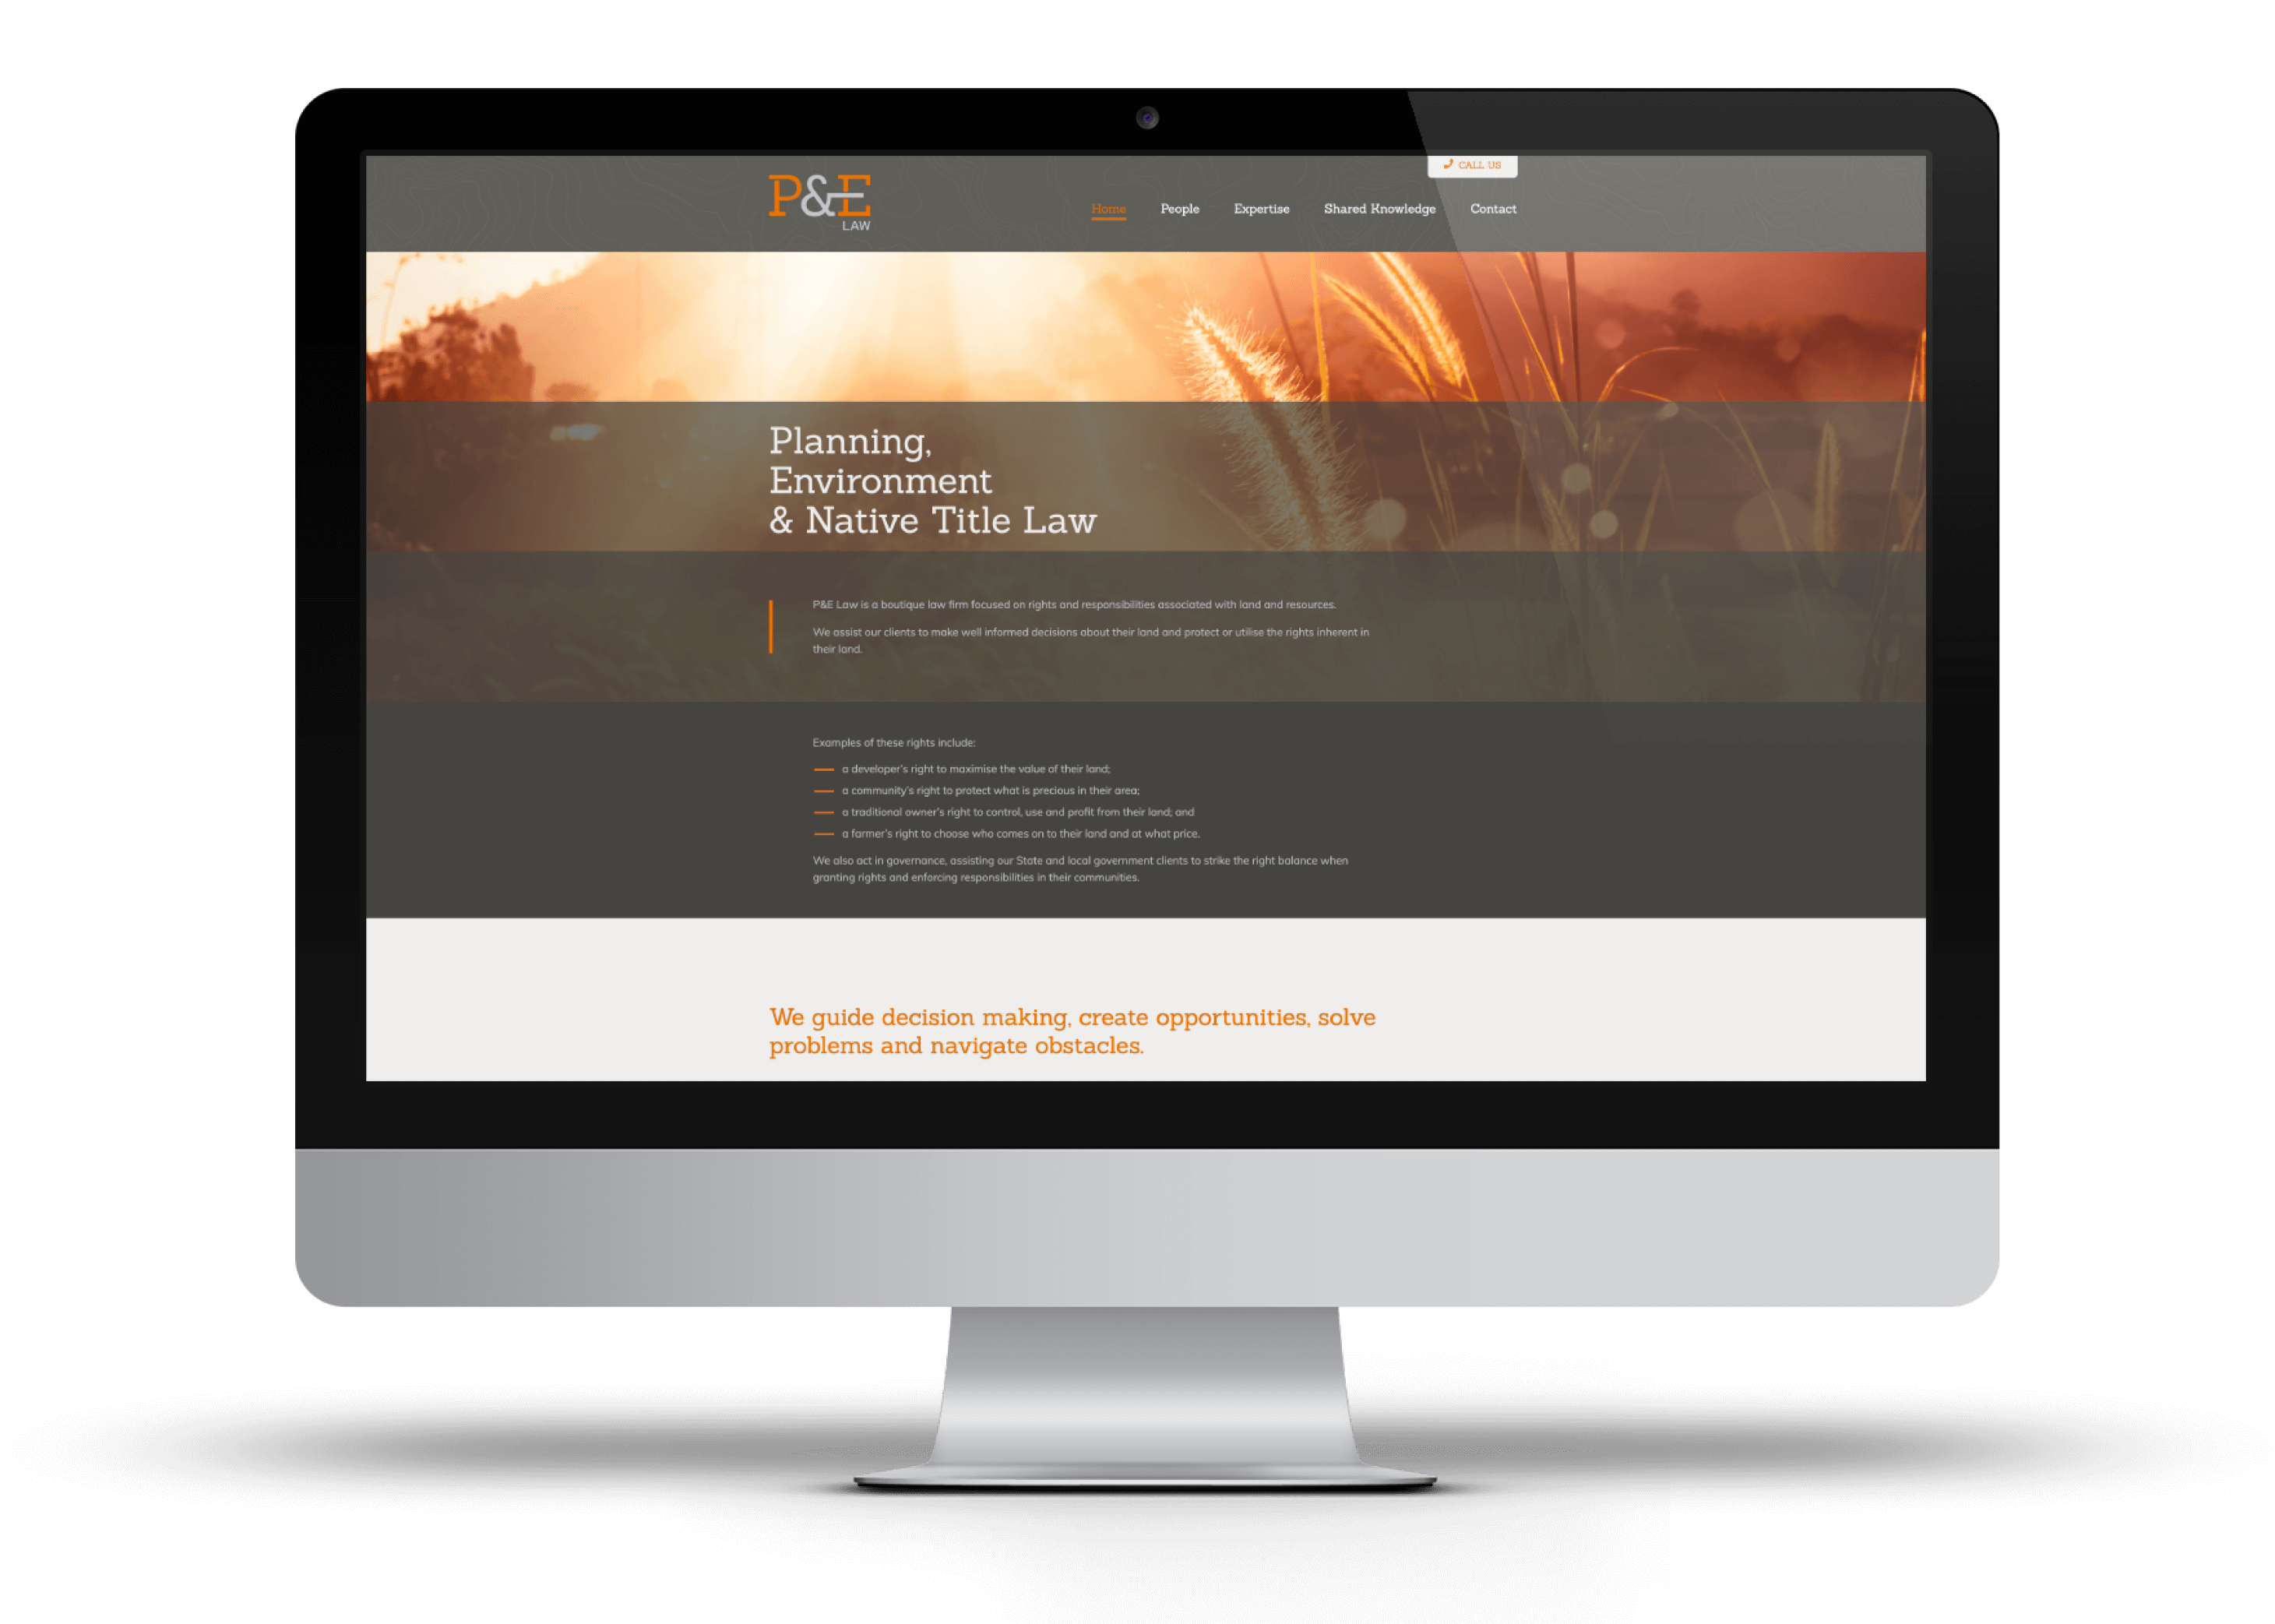 CALL US
P&E
LAW
Home People Expertise Shared Knowledge Contact
Planning,
Environment
& Native Title Law
P&E Law is a boutique law firm focused on rights and responsibilities associated with land and resources.
We assist our clients to make well informed decisions about their land and protect or utilise the rights inherent in
their land.
Examples of these rights include:
a developer's right to maximise the value of their land;
a community's right to protect what is precious in their area;
a traditional owner's right to control, use and profit from their land; and
a farmer's right to choose who comes on to their land and at what price.
We also act in governance, assisting our State and local government clients to strike the right balance when
granting rights and enforcing responsibilities in their communities.
We guide decision making, create opportunities, solve
problems and navigate obstacles.